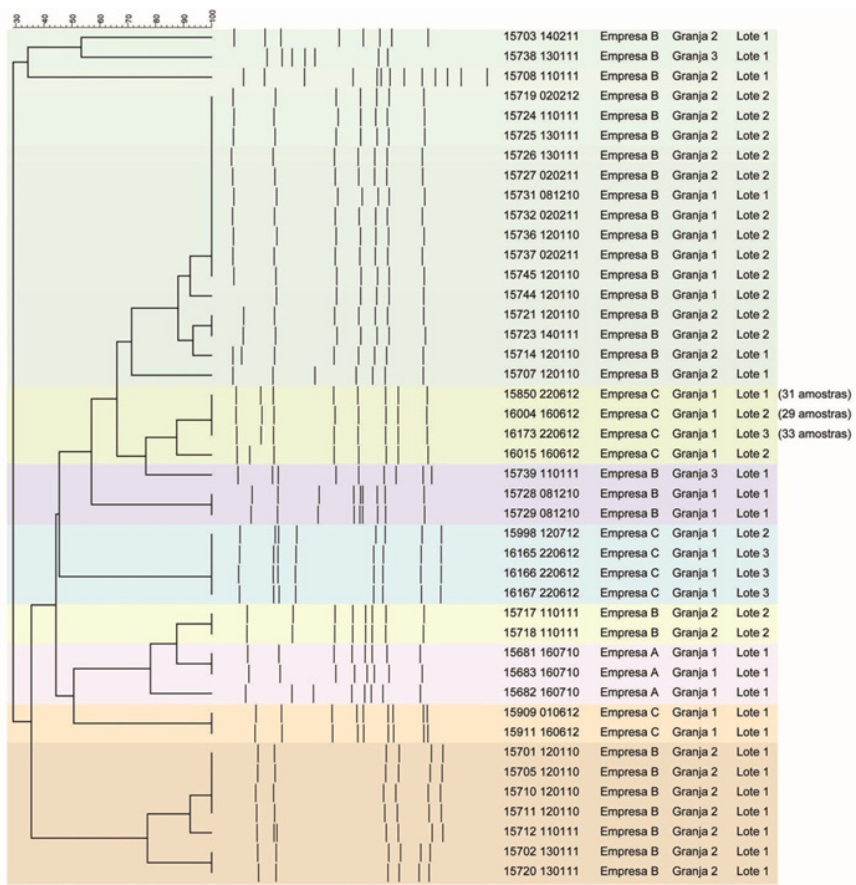 30 40 50 60 70 80 90 100
15703 140211 Empresa B Granja 2 Lote 1
15738 130111 Empresa B Granja 3 Lote 1
15708 110111 Empresa B Granja 2 Lote 1
15719 020212 Empresa B Granja 2 Lote 2
15724 110111 Empresa B Granja 2 Lote 2
15725 130111 Empresa B Granja 2 Lote 2
15726 130111 Empresa B Granja 2 Lote 2
15727 020211 Empresa B Granja 2 Lote 2
15731 081210 Empresa B Granja 1 Lote 1
15732 020211 Empresa B Granja 1 Lote 2
15736 120110 Empresa B Granja 1 Lote 2
15737 020211 Empresa B Granja 1 Lote 2
15745 120110 Empresa B Granja 1 Lote 2
15744 120110 Empresa B Granja 1 Lote 2
15721 120110 Empresa B Granja 2 Lote 2
15723 140111 Empresa B Granja 2 Lote 2
15714 120110 Empresa B Granja 2 Lote 1
15707 120110 Empresa B Granja 2 Lote 1
15850 220612 Empresa C Granja 1 Lote 1 (31 amostras)
16004 160612 Empresa C Granja 1 Lote 2 (29 amostras)
16173 220612 Empresa C Granja 1 Lote 3 (33 amostras)
16015 160612 Empresa C Granja 1 Lote 2
15739 110111 Empresa B Granja 3 Lote 1
15728 081210 Empresa B Granja 1 Lote 1
15729 081210 Empresa B Granja 1 Lote 1
15998 120712 Empresa C Granja 1 Lote 2
16165 220612 Empresa C Granja 1 Lote 3
16166 220612 Empresa C Granja 1 Lote 3
16167 220612 Empresa C Granja 1 Lote 3
15717 110111 Empresa B Granja 2 Lote 2
15718 110111 Empresa B Granja 2 Lote 2
15681 160710 Empresa A Granja 1 Lote 1
15683 160710 Empresa A Granja 1 Lote 1
15682 160710 Empresa A Granja 1 Lote 1
15909 010612 Empresa C Granja 1 Lote 1
15911 160612 Empresa C Granja 1 Lote 1
15701 120110 Empresa B Granja 2 Lote 1
15705 120110 Empresa B Granja 2 Lote 1
15710 120110 Empresa B Granja 2 Lote 1
15711 120110 Empresa B Granja 2 Lote 1
15712 110111 Empresa B Granja 2 Lote 1
15702 130111 Empresa B Granja 2 Lote 1
15720 130111 Empresa B Granja 2 Lote 1